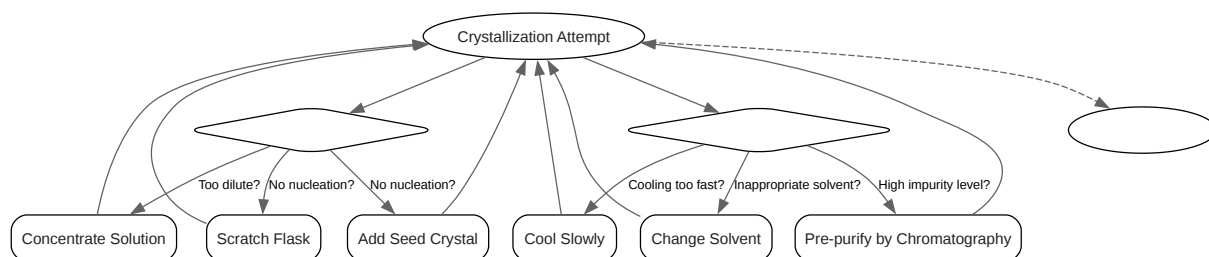 Crystallization Attempt
Too dilute?
No nucleation?
No nucleation?
Cooling too fast?
Inappropriate solvent?
High impurity level?
Concentrate Solution
Scratch Flask
Add Seed Crystal
Cool Slowly
Change Solvent
Pre-purify by Chromatography